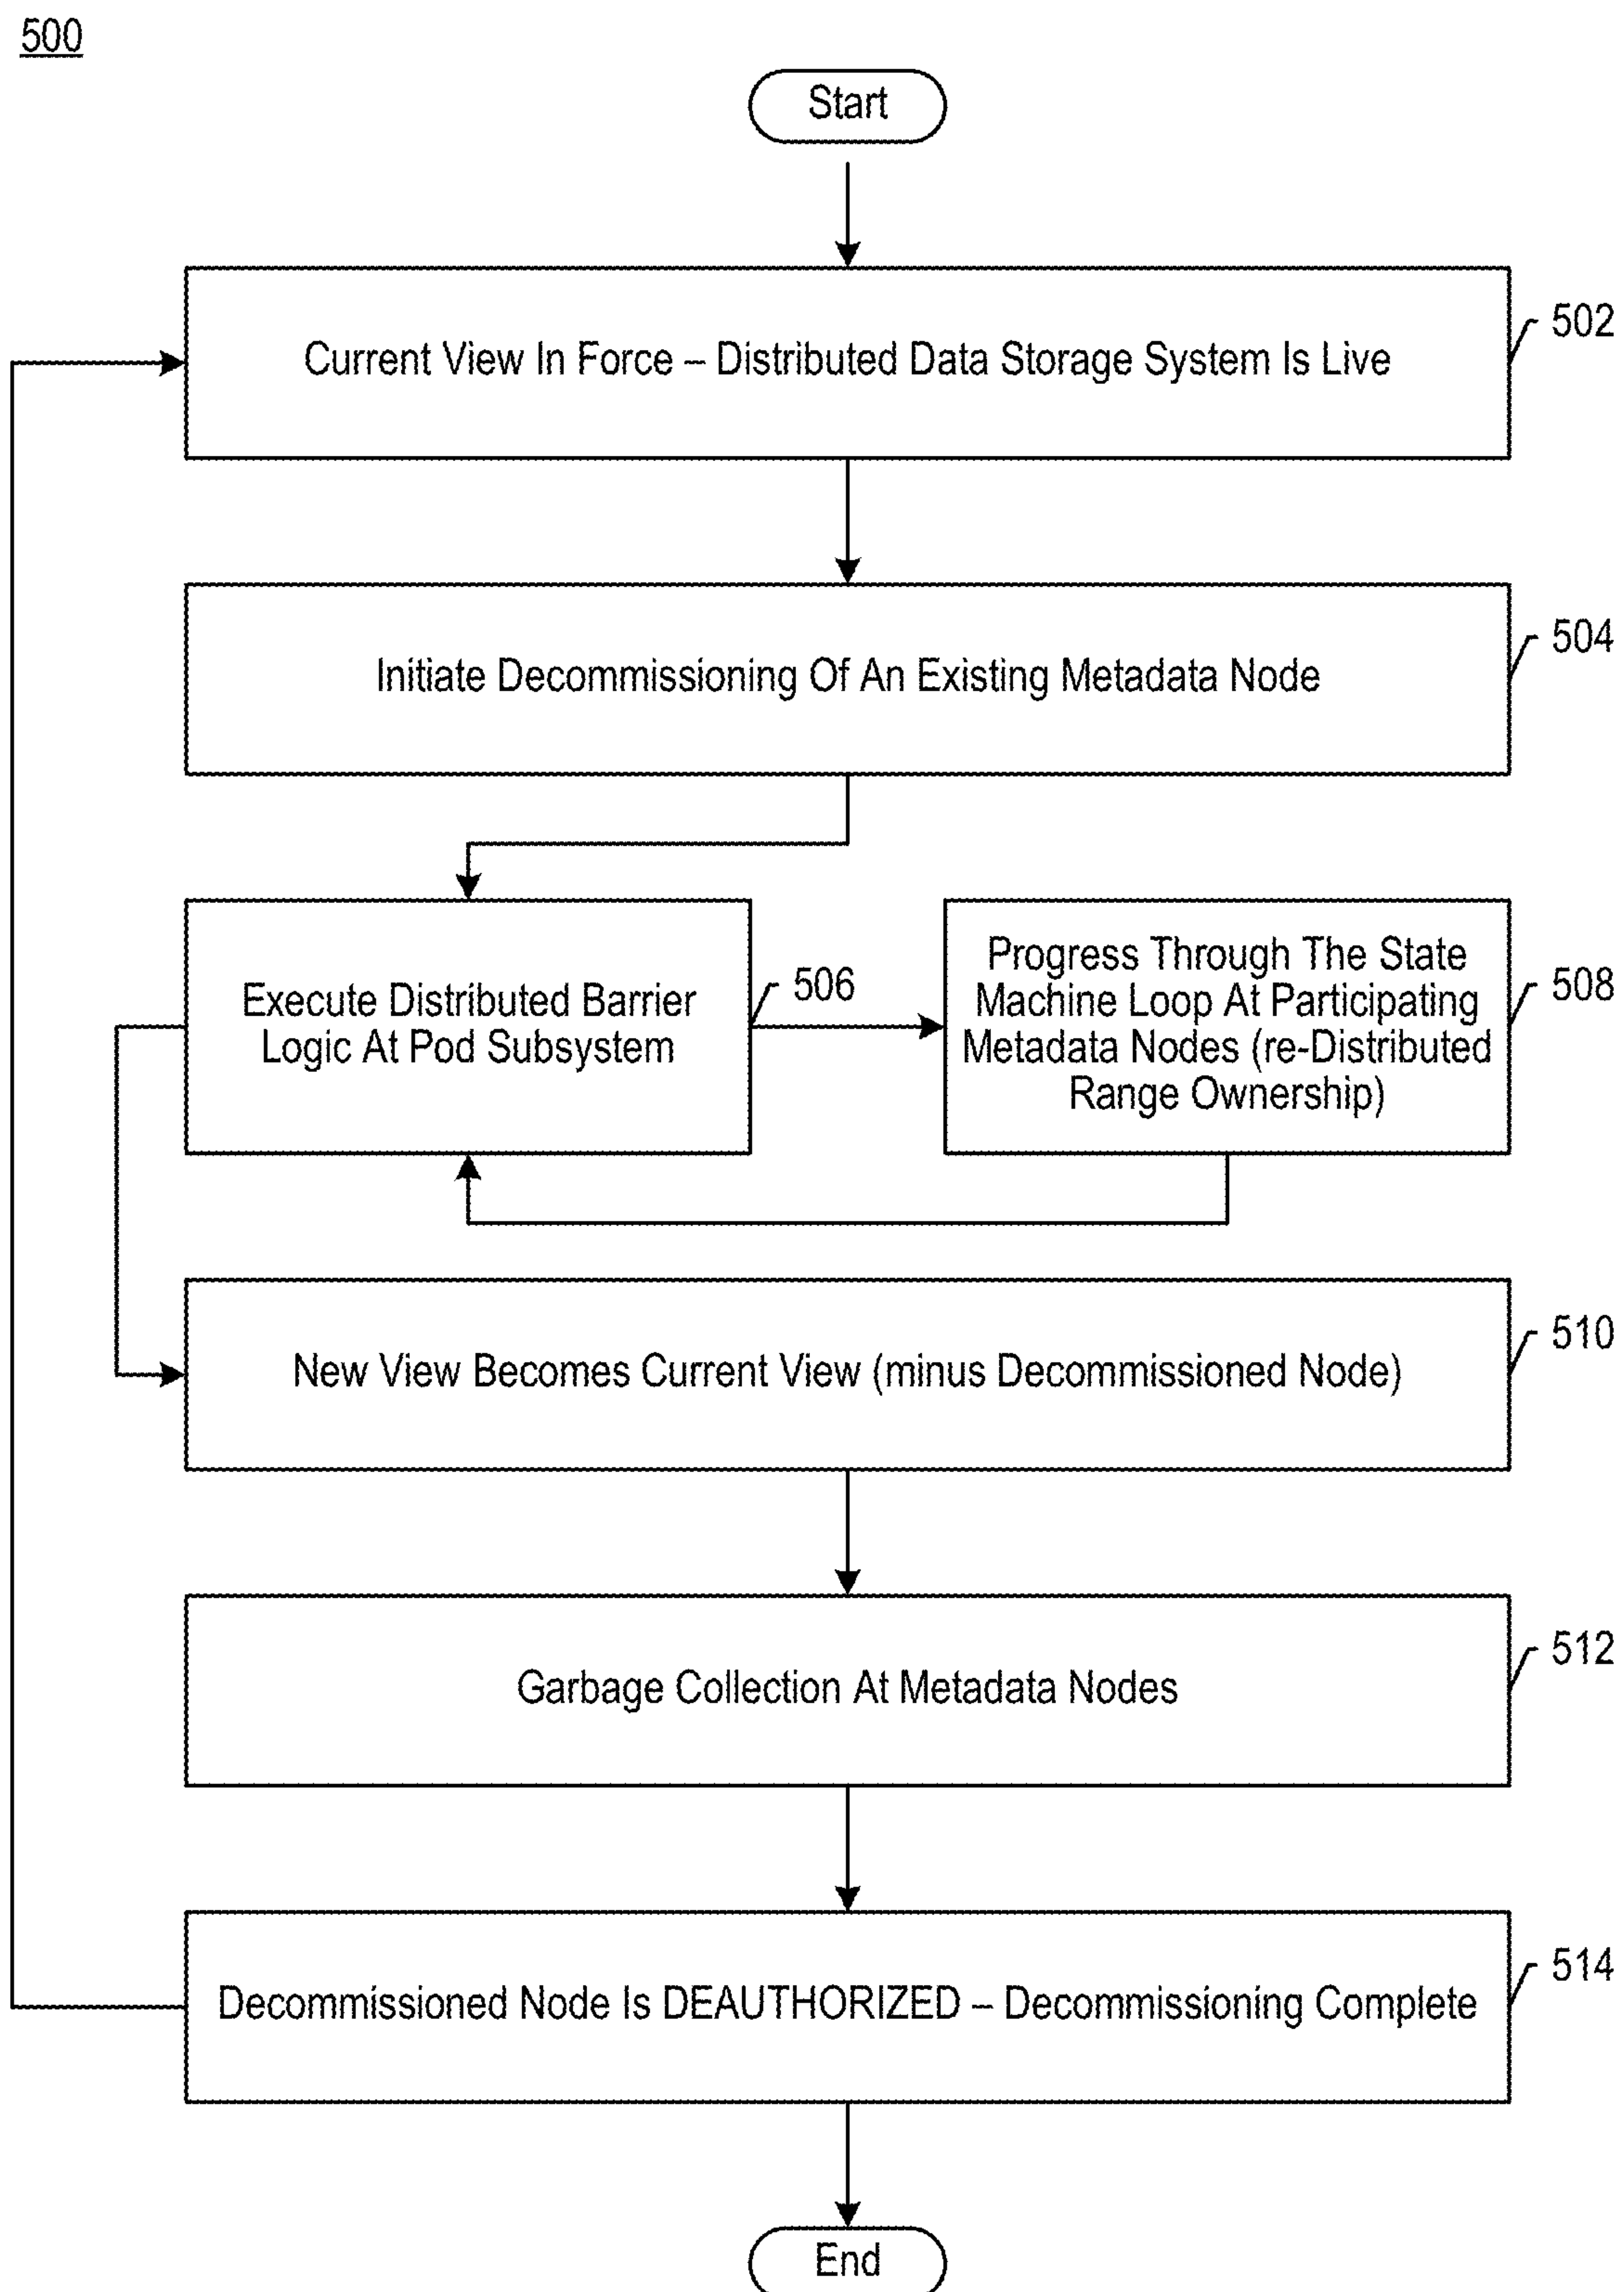 500
Start
Current View In Force – Distributed Data Storage System Is Live
502
Initiate Decommissioning Of An Existing Metadata Node
504
Execute Distributed Barrier
Logic At Pod Subsystem
506
Progress Through The State
Machine Loop At Participating
Metadata Nodes (re-Distributed
Range Ownership)
508
New View Becomes Current View (minus Decommissioned Node)
510
Garbage Collection At Metadata Nodes
512
Decommissioned Node Is DEAUTHORIZED – Decommissioning Complete
514
End